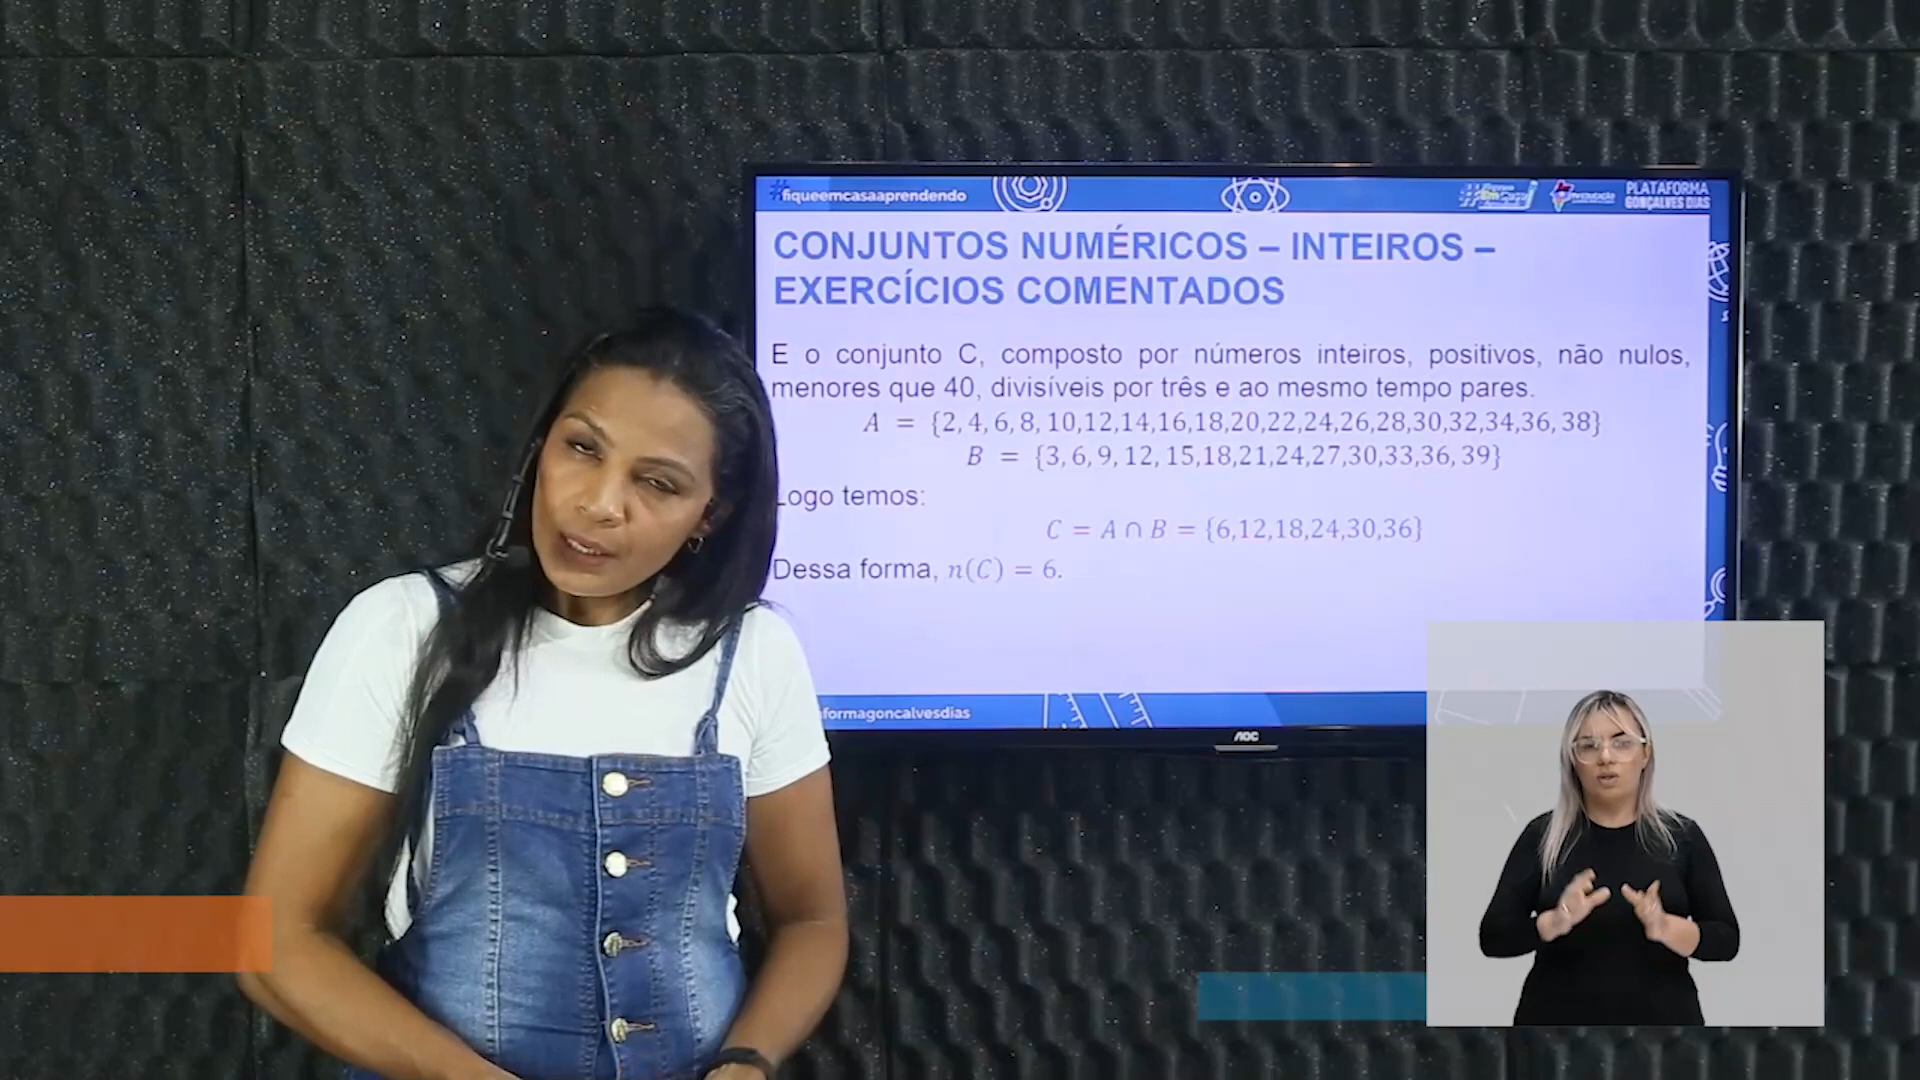 #fiqueemcasaaprendendo
PLATAFORMA
GONÇALVES DIAS
CONJUNTOS NUMÉRICOS – INTEIROS –
EXERCÍCIOS COMENTADOS
E o conjunto C, composto por números inteiros, positivos, não nulos,
menores que 40, divisíveis por três e ao mesmo tempo pares.
A = {2, 4, 6, 8, 10,12,14,16,18,20,22,24,26,28,30,32,34,36, 38}
B = {3, 6, 9, 12, 15,18,21,24,27,30,33,36, 39}
Logo temos:
C = A ∩ B = {6,12,18,24,30,36}
Dessa forma, n(C) = 6.
formagoncalvesdias
AOC